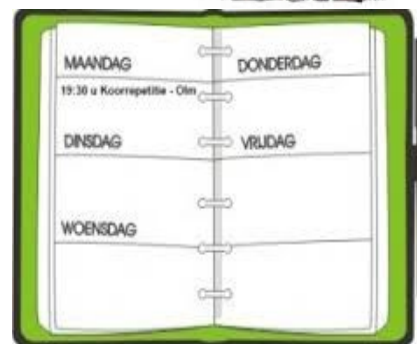 MAANDAG
19:30 u Koorrepetitie - Olm
DINSDAG
WOENSDAG
DONDERDAG
VRIJDAG